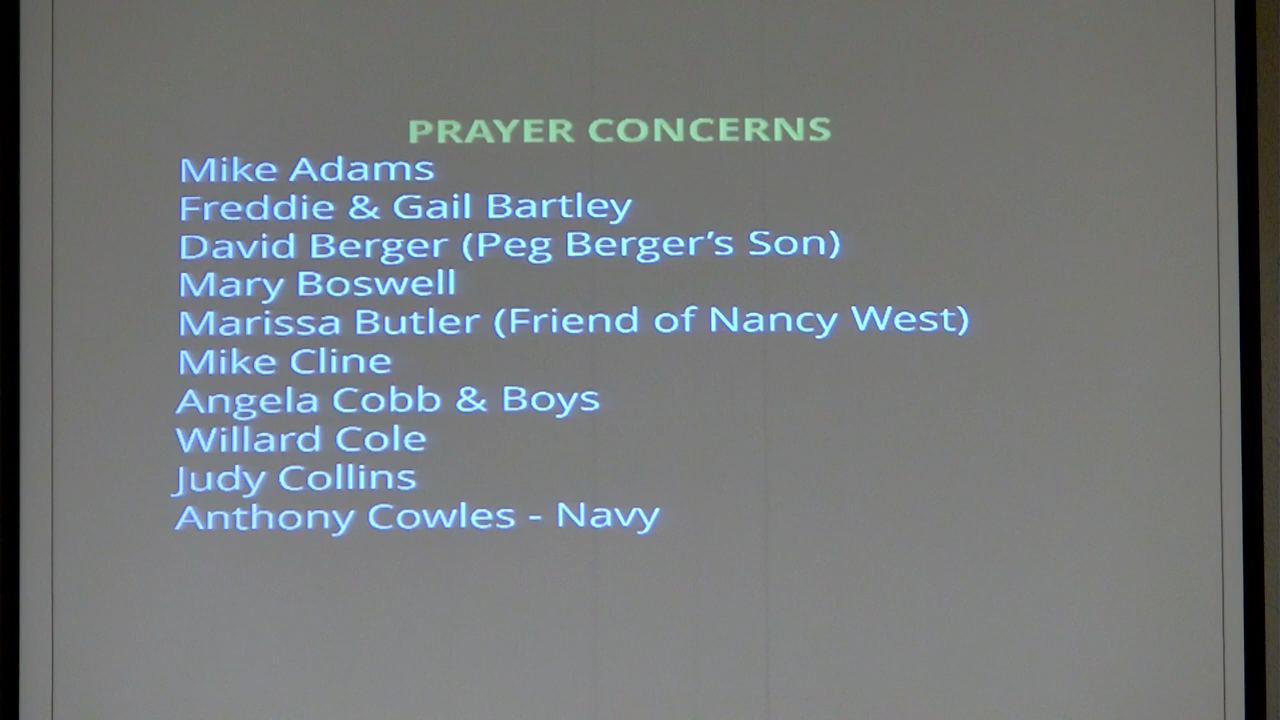 PRAYER CONCERNS
Mike Adams
Freddie & Gail Bartley
David Berger (Peg Berger’s Son)
Mary Boswell
Marissa Butler (Friend of Nancy West)
Mike Cline
Angela Cobb & Boys
Willard Cole
Judy Collins
Anthony Cowles - Navy